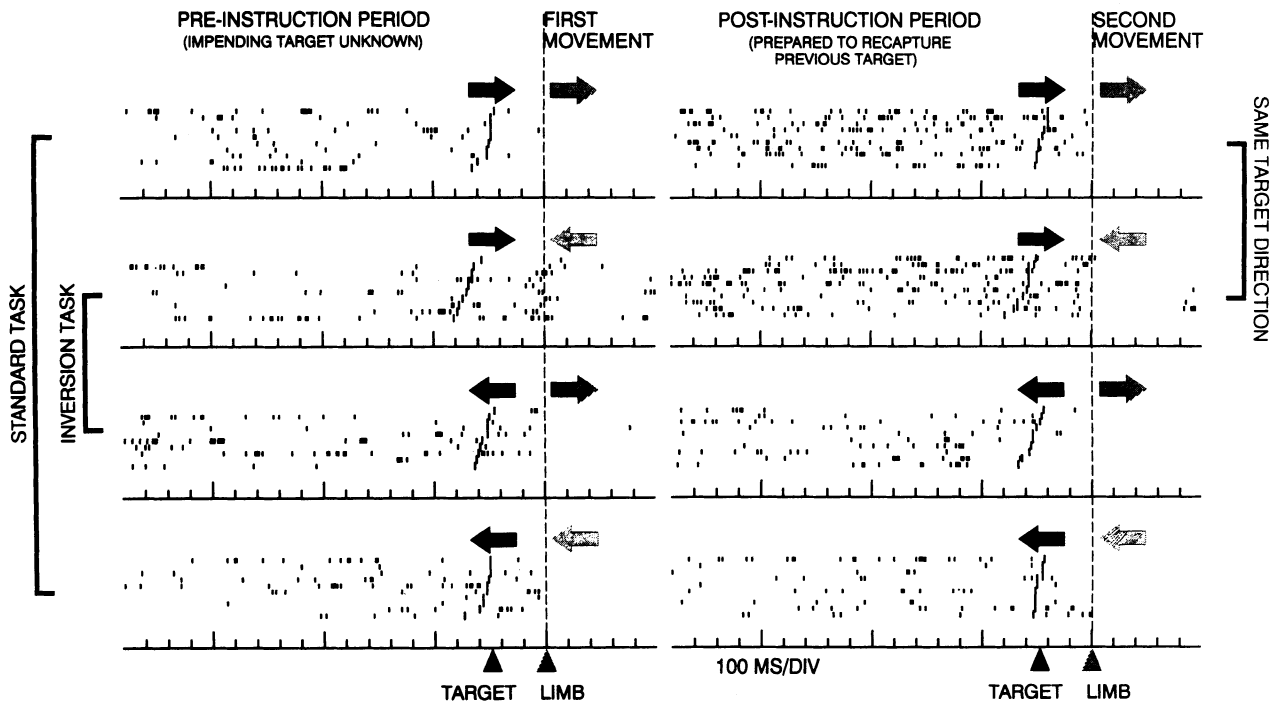 PRE-INSTRUCTION PERIOD
(IMPENDING TARGET UNKNOWN)
FIRST
MOVEMENT
POST-INSTRUCTION PERIOD
(PREPARED TO RECAPTURE
PREVIOUS TARGET)
SECOND
MOVEMENT
STANDARD TASK
INVERSION TASK
SAME TARGET DIRECTION
100 MS/DIV
TARGET
LIMB
TARGET
LIMB